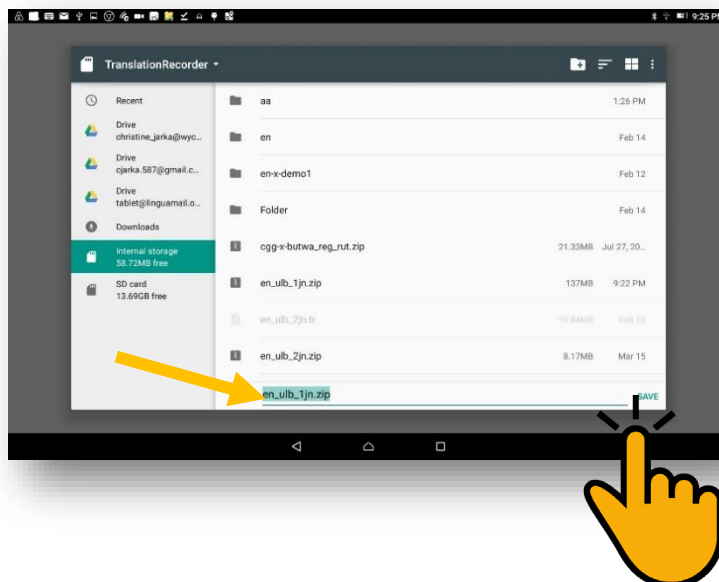 9:25 PM
TranslationRecorder
Recent
Drive
christine_jarka@wyc...
Drive
cjarka.587@gmail.c...
Drive
tablet@linguamail.o...
Downloads
Internal storage
58.72MB free
SD card
13.69GB free
aa 1:26 PM
en Feb 14
en-x-demo1 Feb 12
Folder Feb 14
cgg-x-butwa_reg_rut.zip 21.33MB Jul 27, 20...
en_ulb_1jn.zip 137MB 9:22 PM
en_ulb_2jn.tr 19.84MB Feb 10
en_ulb_2jn.zip 8.17MB Mar 15
en_ulb_1jn.zip SAVE